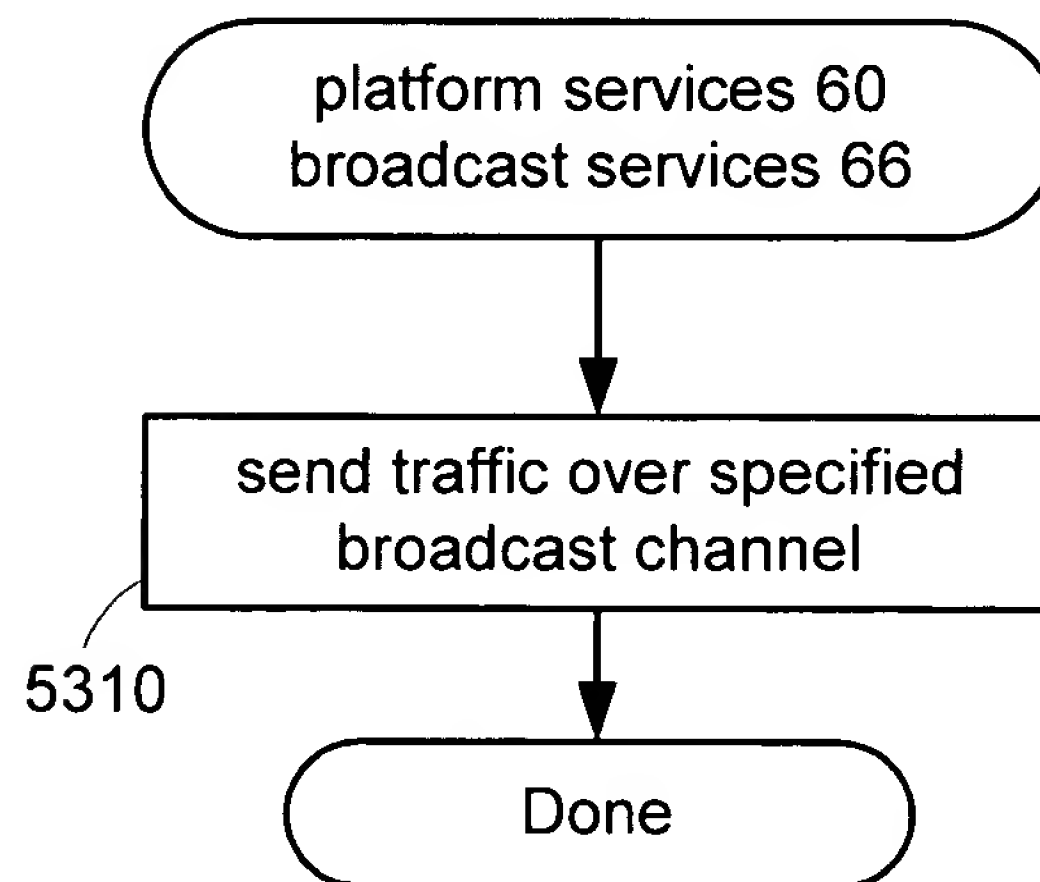 platform services 60
broadcast services 66
send traffic over specified
broadcast channel
5310
Done